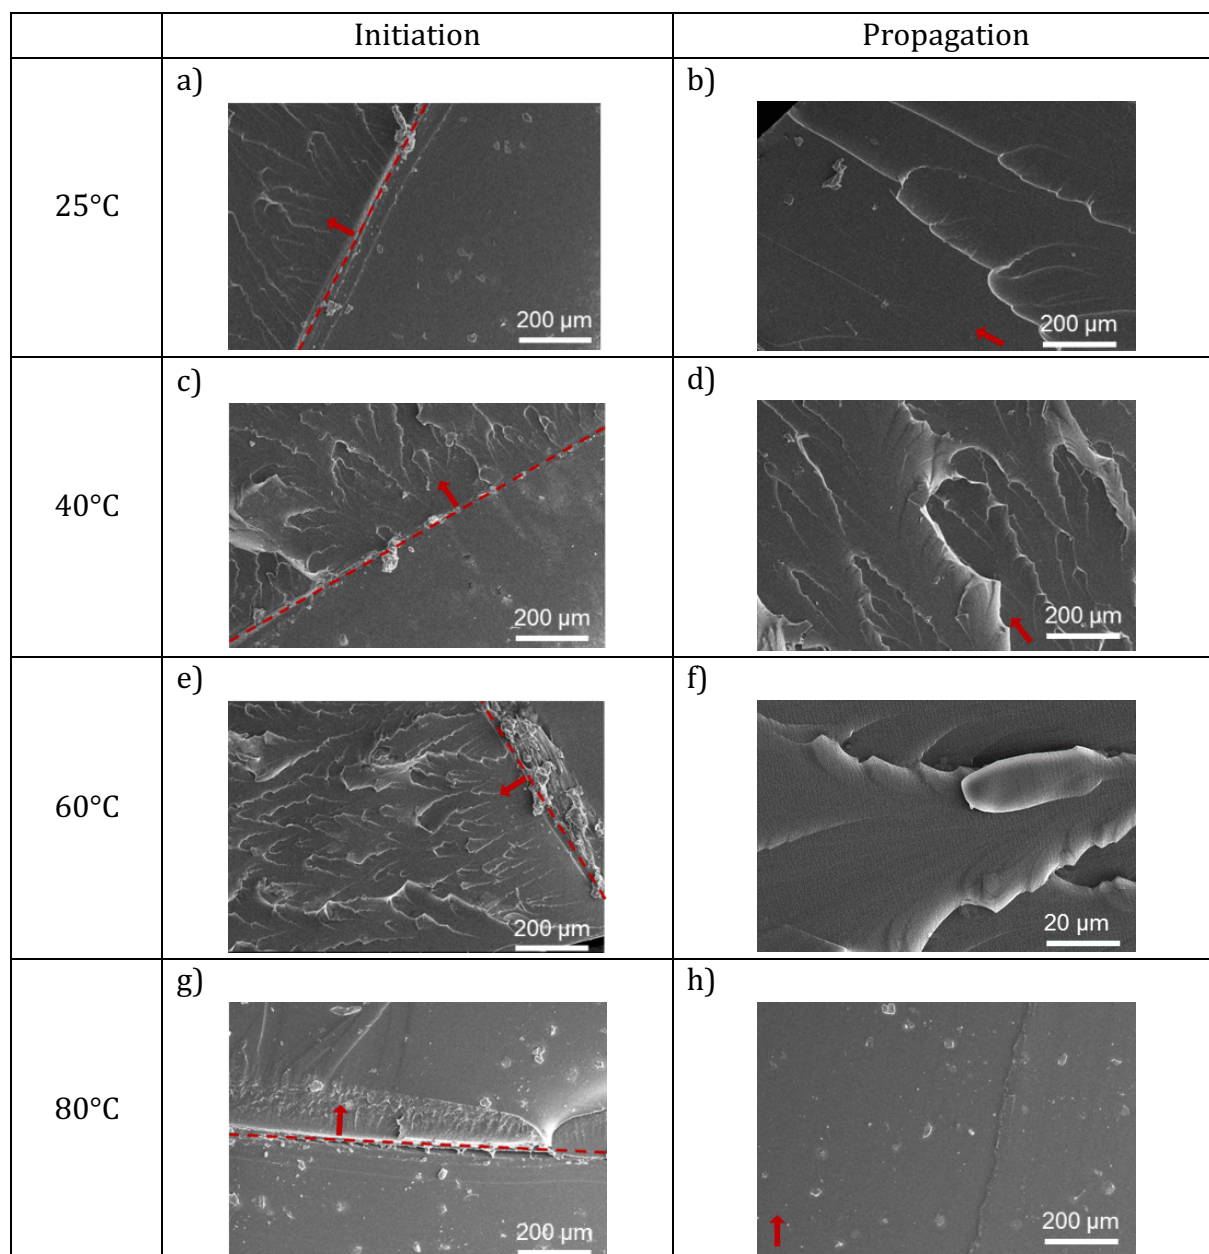 Initiation
Propagation
25°C
a)
200 µm
b)
200 µm
40°C
c)
200 µm
d)
200 µm
60°C
e)
200 µm
f)
20 µm
80°C
g)
200 µm
h)
200 µm